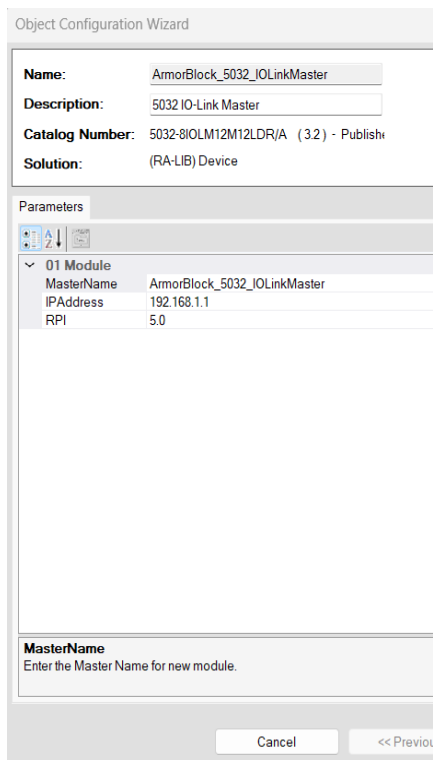 Object Configuration Wizard
Name: ArmorBlock_5032_IOLinkMaster
Description: 5032 IO-Link Master
Catalog Number: 5032-8IOLM12M12LDR/A ( 3.2 ) - Publishe
Solution: (RA-LIB) Device
Parameters
01 Module
MasterName ArmorBlock_5032_IOLinkMaster
IPAddress 192.168.1.1
RPI 5.0
MasterName
Enter the Master Name for new module.
Cancel << Previou